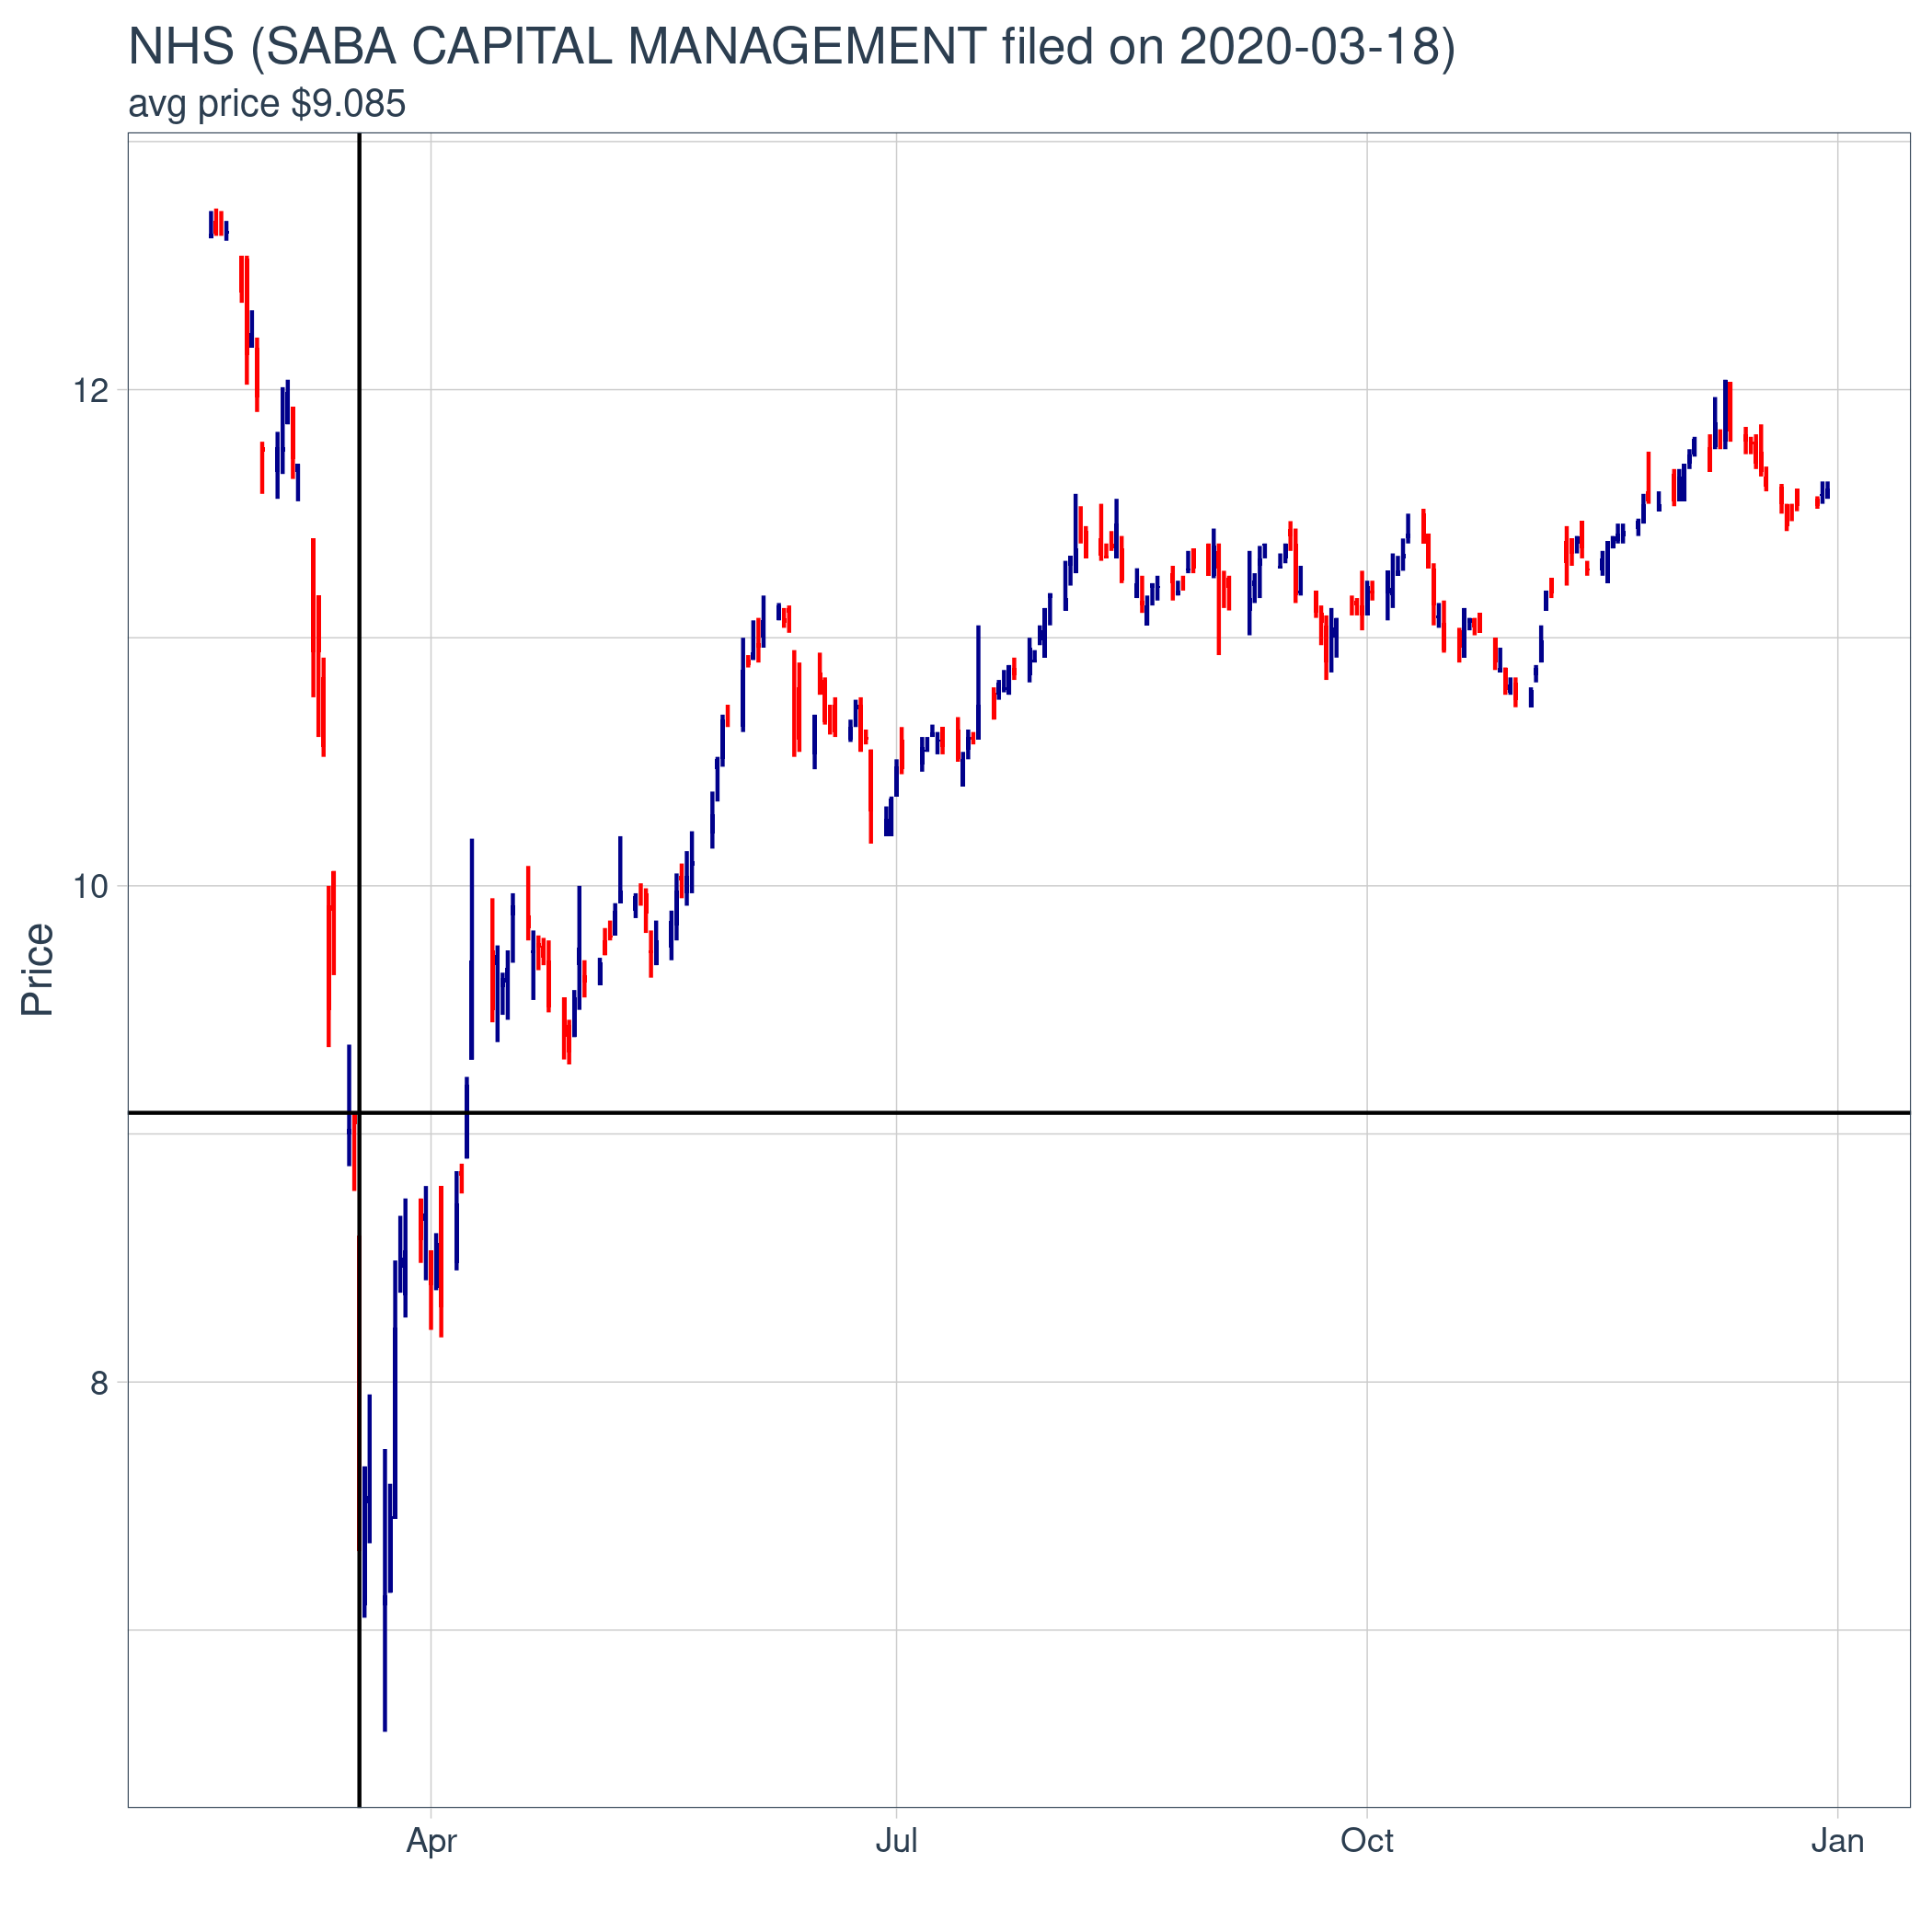 NHS (SABA CAPITAL MANAGEMENT filed on 2020-03-18)
avg price $9.085
12
10
8
Price
Apr Jul Oct Jan